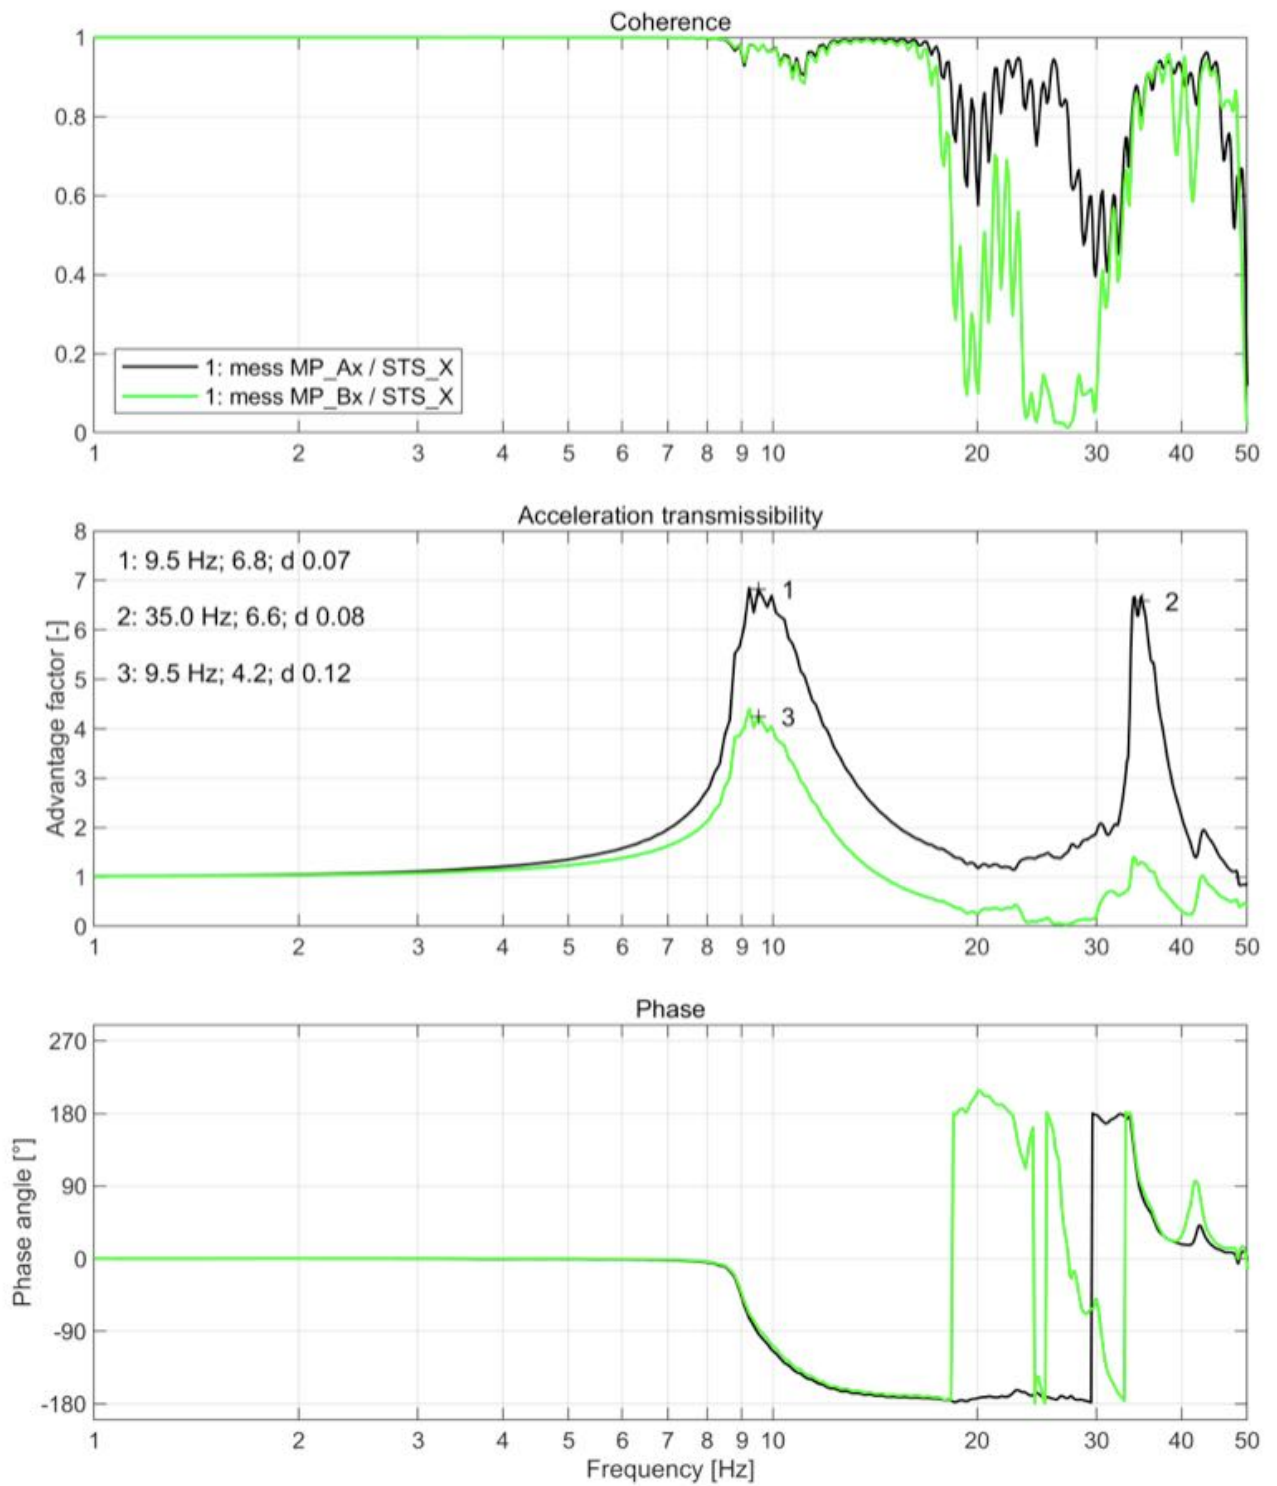 Coherence
1
0.8
0.6
0.4
0.2
0
1: mess MP_Ax / STS_X
1: mess MP_Bx / STS_X
1 2 3 4 5 6 7 8 9 10 20 30 40 50
Acceleration transmissibility
Advantage factor [-]
8
7
6
5
4
3
2
1
0
1: 9.5 Hz; 6.8; d 0.07
2: 35.0 Hz; 6.6; d 0.08
3: 9.5 Hz; 4.2; d 0.12
1
2
3
1 2 3 4 5 6 7 8 9 10 20 30 40 50
Phase
Phase angle [°]
270
180
90
0
-90
-180
1 2 3 4 5 6 7 8 9 10 20 30 40 50
Frequency [Hz]